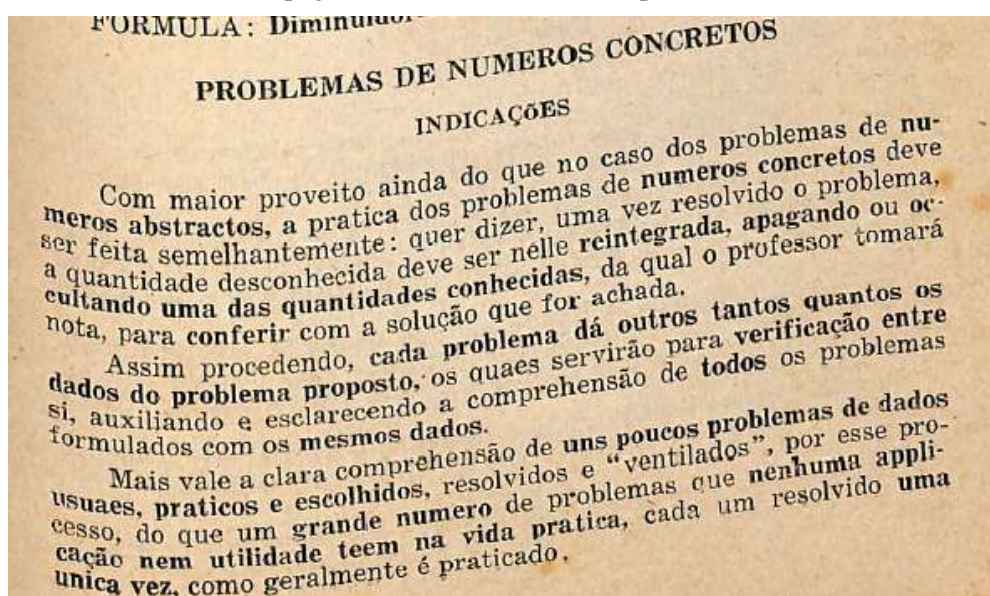 FORMULA: Diminuidor
PROBLEMAS DE NUMEROS CONCRETOS
INDICAÇÕES
Com maior proveito ainda do que no caso dos problemas de nu-
meros abstractos, a pratica dos problemas de numeros concretos deve
ser feita semelhantemente: quer dizer, uma vez resolvido o problema,
a quantidade desconhecida deve ser nelle reintegrada, apagando ou oc-
cultando uma das quantidades conhecidas, da qual o professor tomará
nota, para conferir com a solução que for achada.
Assim procedendo, cada problema dá outros tantos quantos os
dados do problema proposto, os quaes servirão para verificação entre
si, auxiliando e esclarecendo a comprehensão de todos os problemas
formulados com os mesmos dados.
Mais vale a clara comprehensão de uns poucos problemas de dados
usuaes, praticos e escolhidos, resolvidos e "ventilados", por esse pro-
cesso, do que um grande numero de problemas que nenhuma appli-
cação nem utilidade teem na vida pratica, cada um resolvido uma
unica vez, como geralmente é praticado.